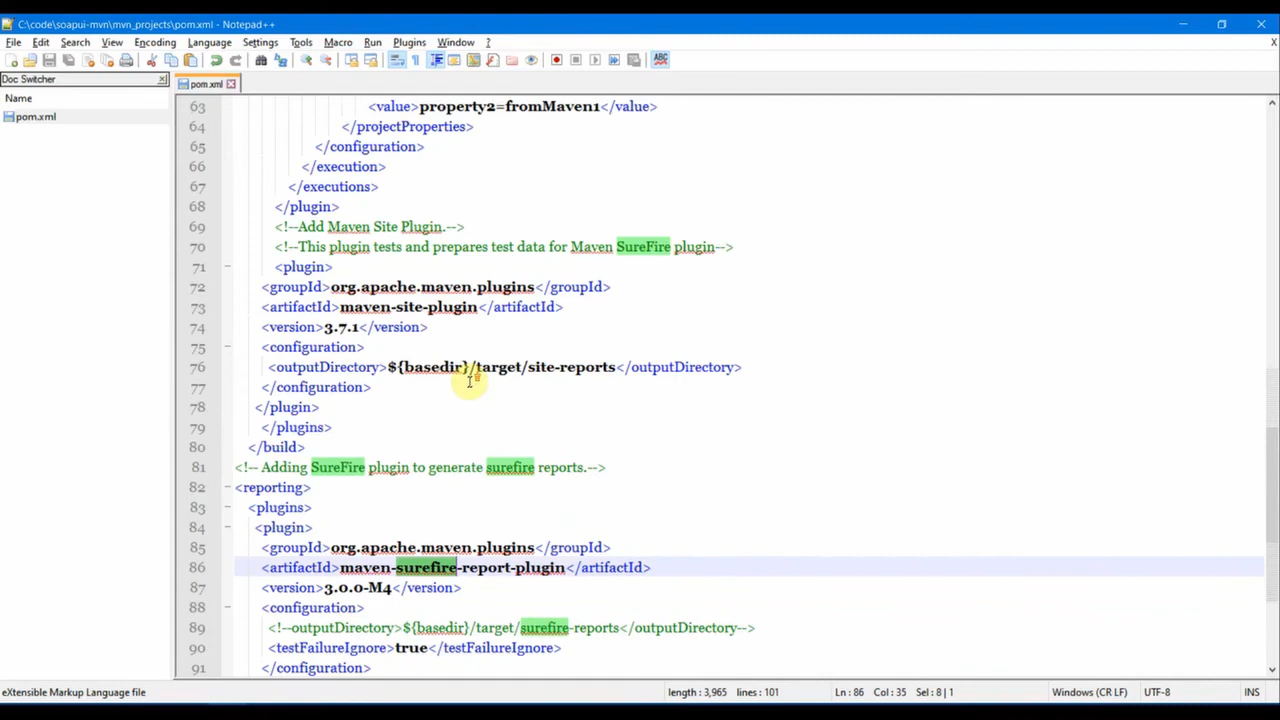 C:\code\soapui-mvn\mvn_projects\pom.xml - Notepad++
File Edit Search View Encoding Language Settings Tools Macro Run Plugins Window ? X
ABC
Doc Switcher
pom.xml
Name
pom.xml
63 <value>property2=fromMaven1</value>
64 </projectProperties>
65 </configuration>
66 </execution>
67 </executions>
68 </plugin>
69 <!--Add Maven Site Plugin.-->
70 <!--This plugin tests and prepares test data for Maven SureFire plugin-->
71 <plugin>
72 <groupId>org.apache.maven.plugins</groupId>
73 <artifactId>maven-site-plugin</artifactId>
74 <version>3.7.1</version>
75 <configuration>
76 <outputDirectory>${basedir}/target/site-reports</outputDirectory>
77 </configuration>
78 </plugin>
79 </plugins>
80 </build>
81 <!-- Adding SureFire plugin to generate surefire reports.-->
82 <reporting>
83 <plugins>
84 <plugin>
85 <groupId>org.apache.maven.plugins</groupId>
86 <artifactId>maven-surefire-report-plugin</artifactId>
87 <version>3.0.0-M4</version>
88 <configuration>
89 <!--outputDirectory>${basedir}/target/surefire-reports</outputDirectory-->
90 <testFailureIgnore>true</testFailureIgnore>
91 </configuration>
eXtensible Markup Language file length : 3,965 lines : 101 Ln : 86 Col : 35 Sel : 8 | 1 Windows (CR LF) UTF-8 INS